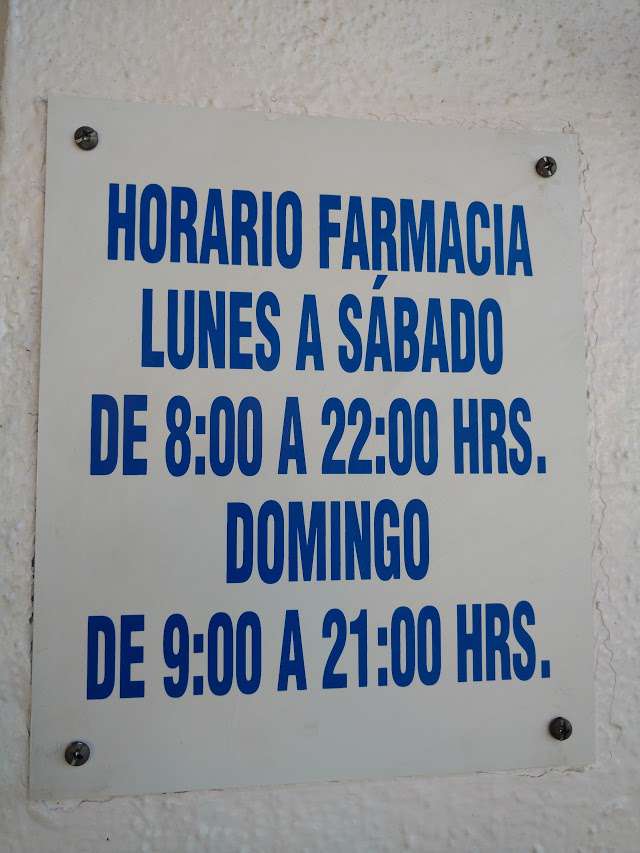 HORARIO FARMACIA
LUNES A SÁBADO
DE 8:00 A 22:00 HRS.
DOMINGO
DE 9:00 A 21:00 HRS.